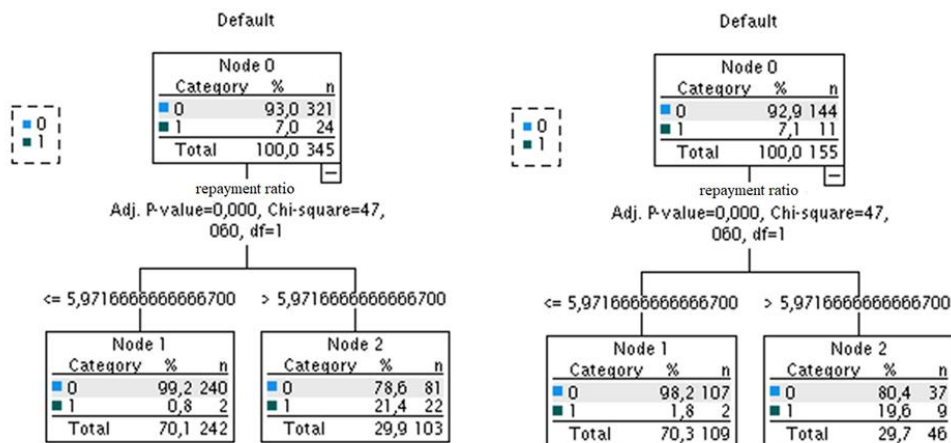 Default
Node 0
Category % n
0 93,0 321
1 7,0 24
Total 100,0 345
0
1
repayment ratio
Adj. P-value=0,000, Chi-square=47,
060, df=1
<= 5,9716666666666700
> 5,9716666666666700
Node 1
Category % n
0 99,2 240
1 0,8 2
Total 70,1 242
Node 2
Category % n
0 78,6 81
1 21,4 22
Total 29,9 103
Default
Node 0
Category % n
0 92,9 144
1 7,1 11
Total 100,0 155
0
1
repayment ratio
Adj. P-value=0,000, Chi-square=47,
060, df=1
<= 5,9716666666666700
> 5,9716666666666700
Node 1
Category % n
0 98,2 107
1 1,8 2
Total 70,3 109
Node 2
Category % n
0 80,4 37
1 19,6 9
Total 29,7 46